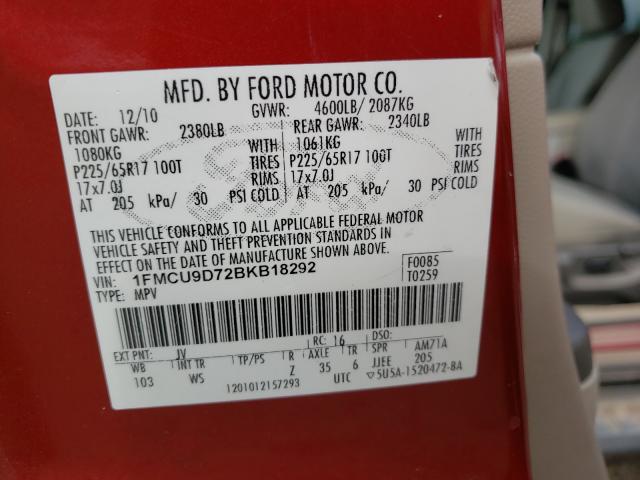 MFD. BY FORD MOTOR CO.
DATE: 12/10 GVWR: 4600LB/ 2087KG
FRONT GAWR: 2380LB REAR GAWR: 2340LB
1080KG WITH 1061KG WITH
P225/65R17 100T TIRES P225/65R17 100T TIRES
17x7.0J RIMS 17x7.0J RIMS
AT 205 kPa/ 30 PSI COLD AT 205 kPa/ 30 PSI COLD
THIS VEHICLE CONFORMS TO ALL APPLICABLE FEDERAL MOTOR
VEHICLE SAFETY AND THEFT PREVENTION STANDARDS IN
EFFECT ON THE DATE OF MANUFACTURE SHOWN ABOVE.
VIN: 1FMCU9D72BKB18292 F0085
TYPE: MPV T0259
EXT PNT: JV RC: 16 DSO:
WB INT TR TP/PS R AXLE TR SPR AM71A
103 WS Z 35 6 JJEE 205
1201012157293 UTC ▽5U5A-1520472-BA